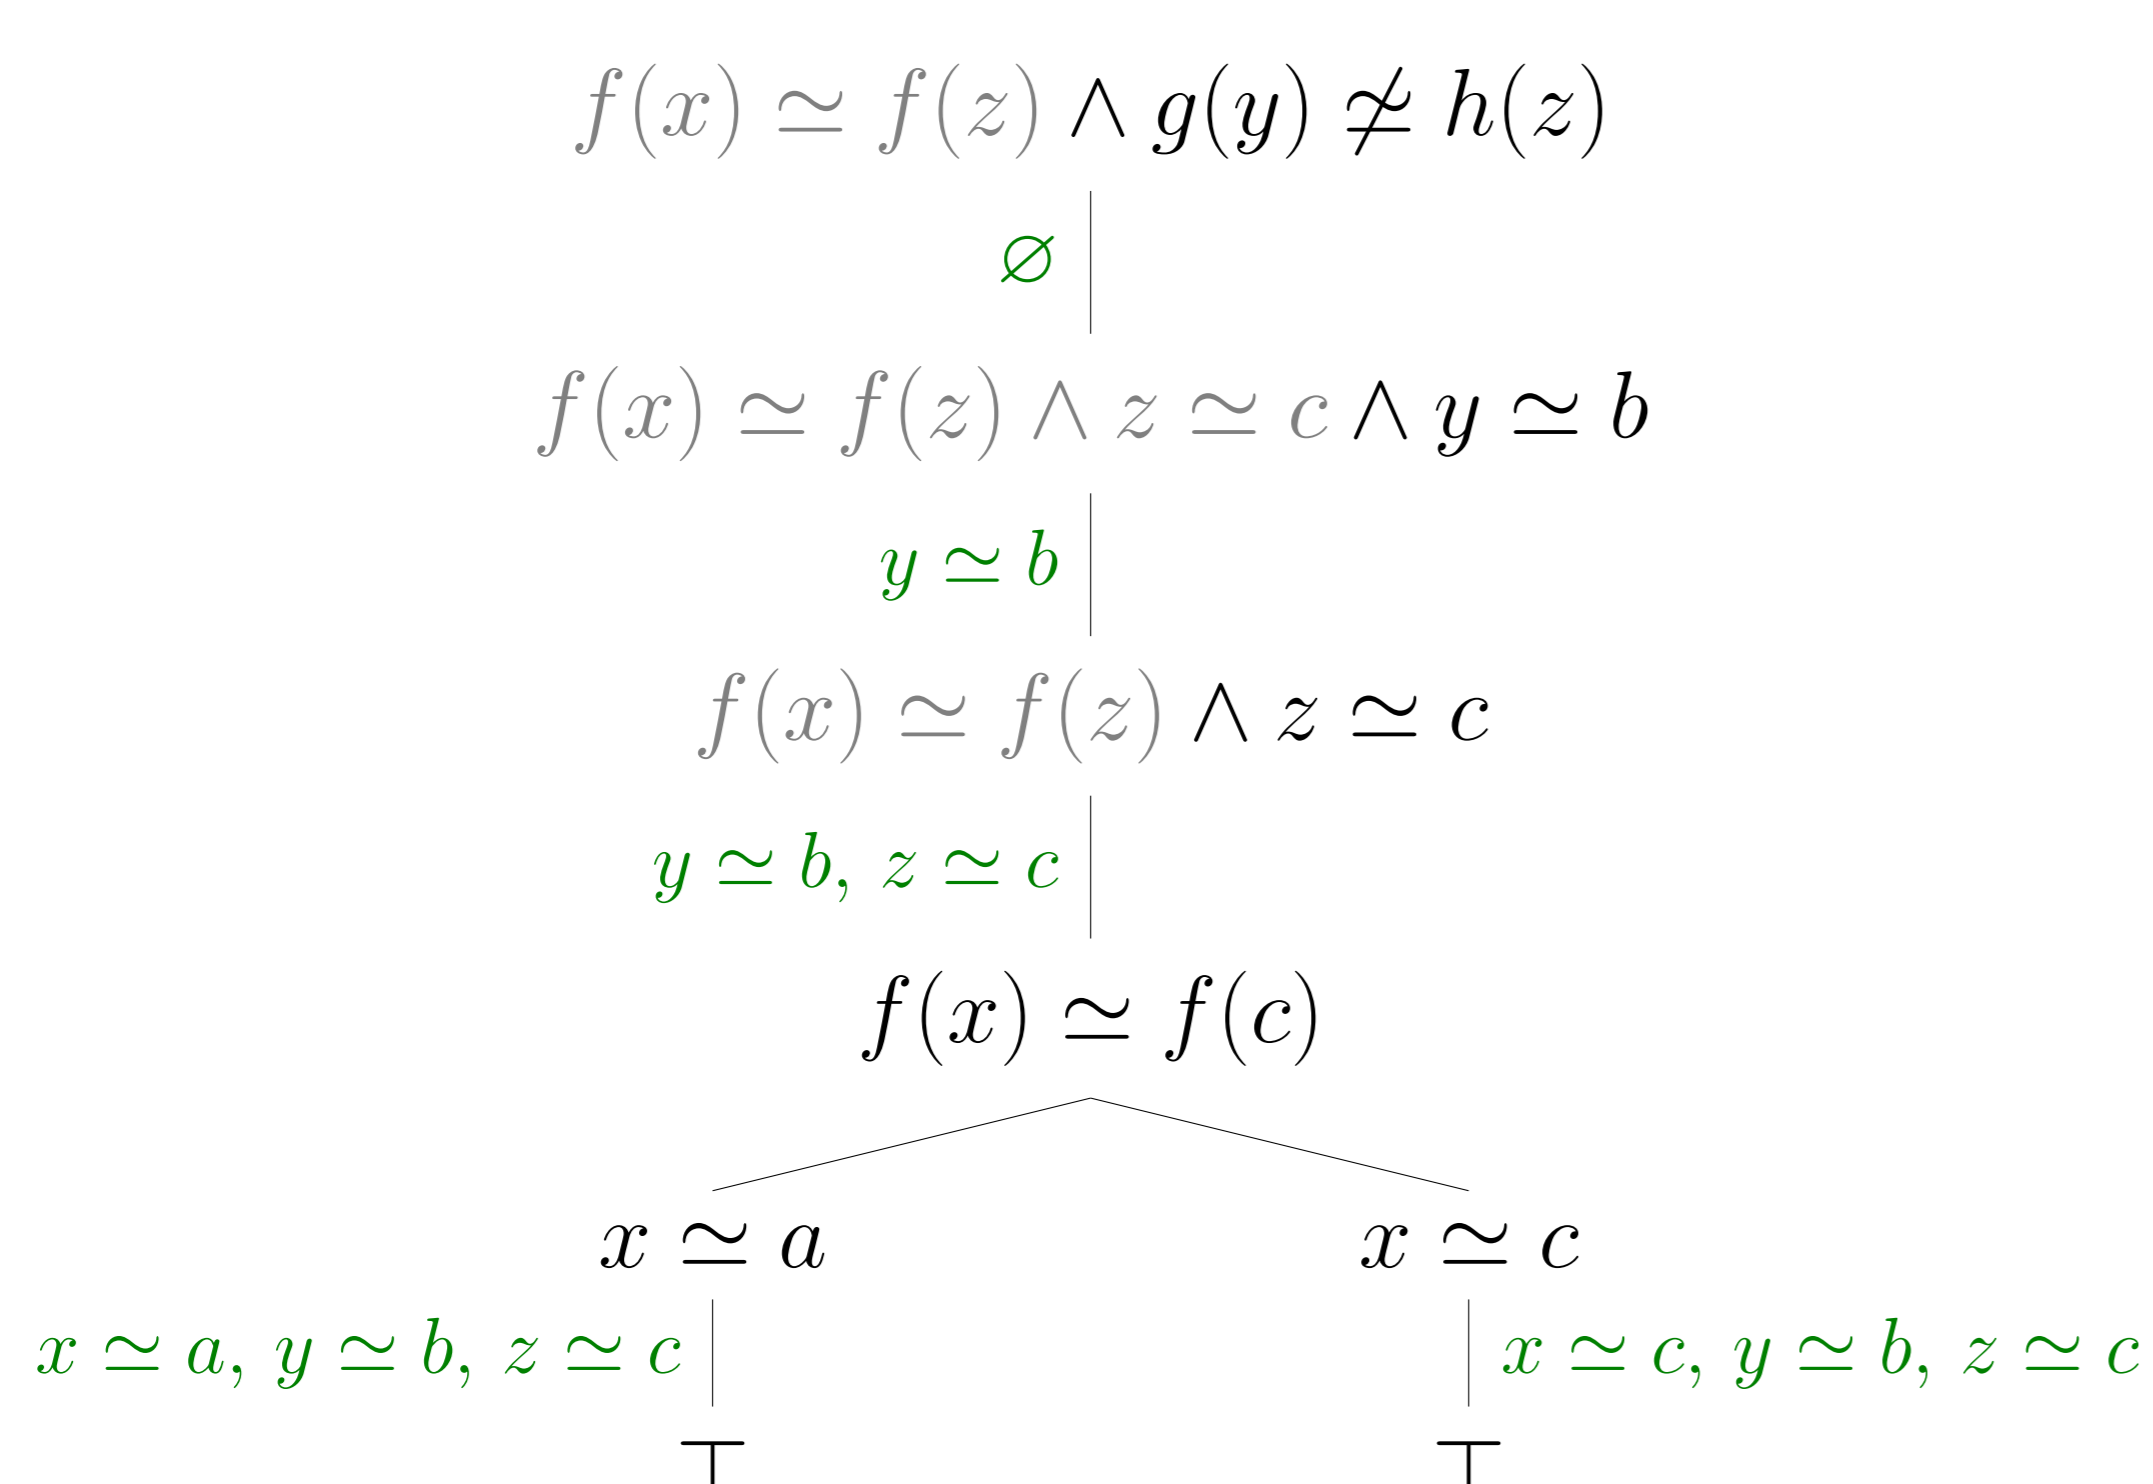 f(x) ≃ f(z) ∧ g(y) ≄ h(z)
∅
f(x) ≃ f(z) ∧ z ≃ c ∧ y ≃ b
y ≃ b
f(x) ≃ f(z) ∧ z ≃ c
y ≃ b, z ≃ c
f(x) ≃ f(c)
x ≃ a
x ≃ c
x ≃ a, y ≃ b, z ≃ c
x ≃ c, y ≃ b, z ≃ c
⊤
⊤